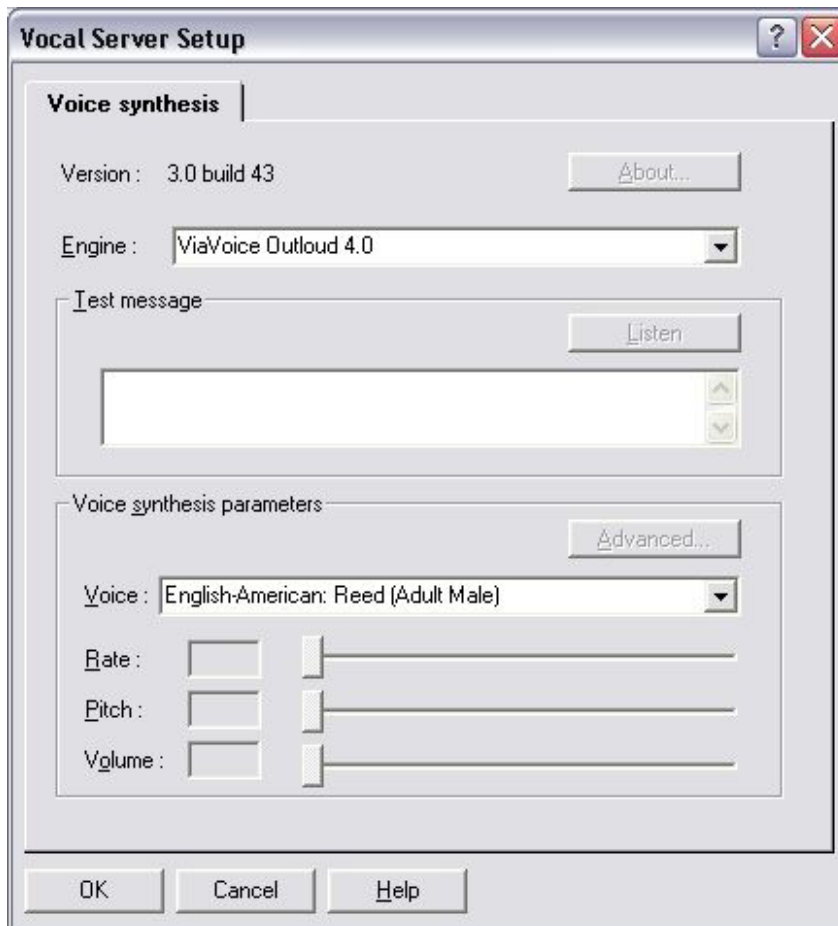 Vocal Server Setup
Voice synthesis
Version : 3.0 build 43 About...
Engine : ViaVoice Outloud 4.0
Test message
Listen
Voice synthesis parameters
Advanced...
Voice : English-American: Reed (Adult Male)
Rate :
Pitch :
Volume :
OK Cancel Help